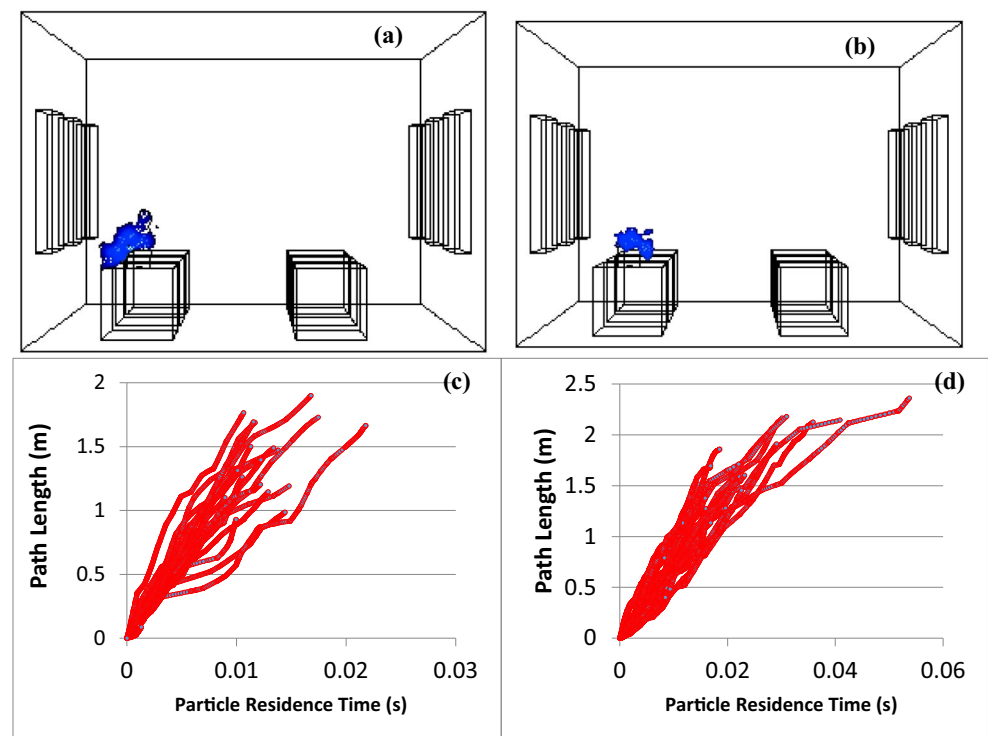 (a)
(b)
(c)
2
1.5
1
0.5
0
0 0.01 0.02 0.03
Path Length (m)
Particle Residence Time (s)
(d)
2.5
2
1.5
1
0.5
0
0 0.02 0.04 0.06
Path Length (m)
Particle Residence Time (s)